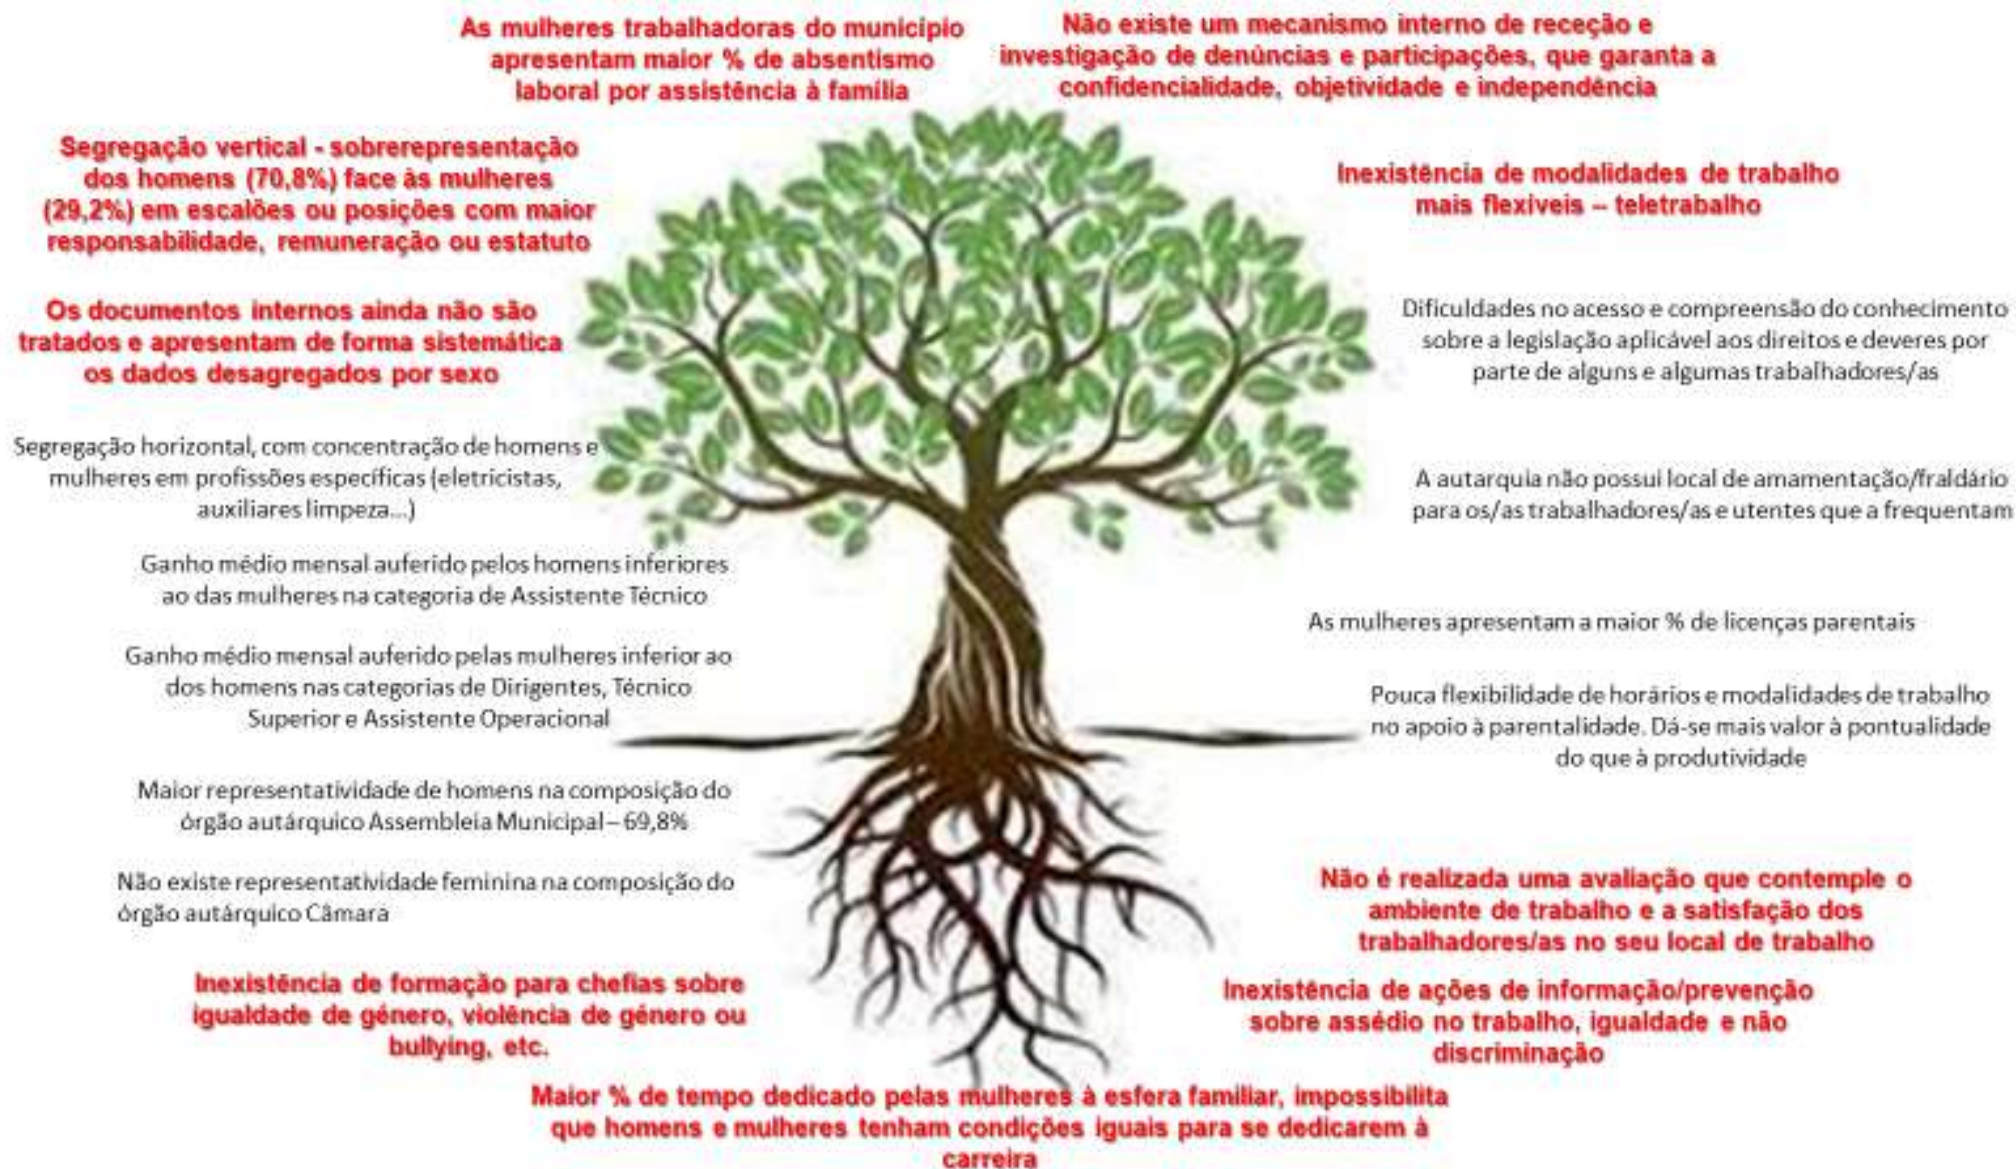 As mulheres trabalhadoras do município
apresentam maior % de absentismo
laboral por assistência à família
Não existe um mecanismo interno de receção e
investigação de denúncias e participações, que garanta a
confidencialidade, objetividade e independência
Segregação vertical - sobrerepresentação
dos homens (70,8%) face às mulheres
(29,2%) em escalões ou posições com maior
responsabilidade, remuneração ou estatuto
Inexistência de modalidades de trabalho
mais flexíveis – teletrabalho
Os documentos internos ainda não são
tratados e apresentam de forma sistemática
os dados desagregados por sexo
Dificuldades no acesso e compreensão do conhecimento
sobre a legislação aplicável aos direitos e deveres por
parte de alguns e algumas trabalhadores/as
Segregação horizontal, com concentração de homens e
mulheres em profissões específicas (eletricistas,
auxiliares limpeza...)
A autarquia não possui local de amamentação/fraldário
para os/as trabalhadores/as e utentes que a frequentam
Ganho médio mensal auferido pelos homens inferiores
ao das mulheres na categoria de Assistente Técnico
As mulheres apresentam a maior % de licenças parentais
Ganho médio mensal auferido pelas mulheres inferior ao
dos homens nas categorias de Dirigentes, Técnico
Superior e Assistente Operacional
Pouca flexibilidade de horários e modalidades de trabalho
no apoio à parentalidade. Dá-se mais valor à pontualidade
do que à produtividade
Maior representatividade de homens na composição do
órgão autárquico Assembleia Municipal – 69,8%
Não existe representatividade feminina na composição do
órgão autárquico Câmara
Não é realizada uma avaliação que contemple o
ambiente de trabalho e a satisfação dos
trabalhadores/as no seu local de trabalho
Inexistência de formação para chefias sobre
igualdade de género, violência de género ou
bullying, etc.
Inexistência de ações de informação/prevenção
sobre assédio no trabalho, igualdade e não
discriminação
Maior % de tempo dedicado pelas mulheres à esfera familiar, impossibilita
que homens e mulheres tenham condições iguais para se dedicarem à
carreira